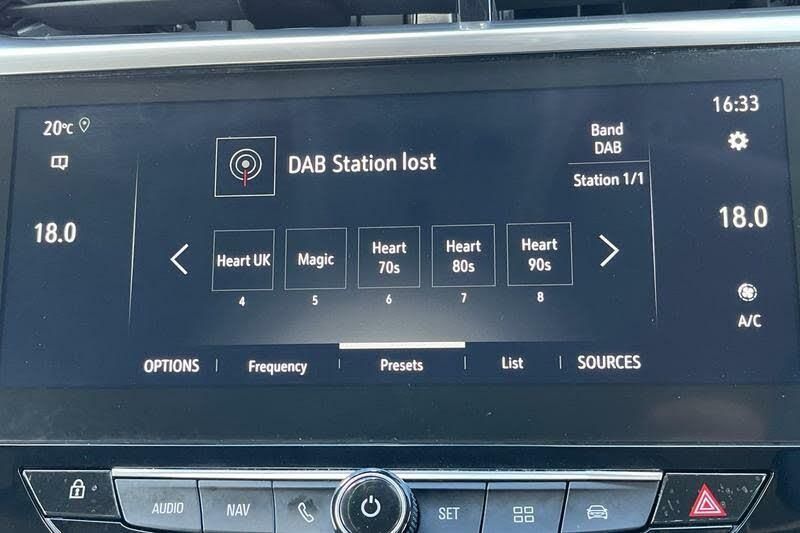 20°C
16:33
DAB Station lost
Band
DAB
Station 1/1
18.0
18.0
Heart UK
Magic
Heart
70s
Heart
80s
Heart
90s
4
5
6
7
8
A/C
OPTIONS
Frequency
Presets
List
SOURCES
AUDIO
NAV
SET